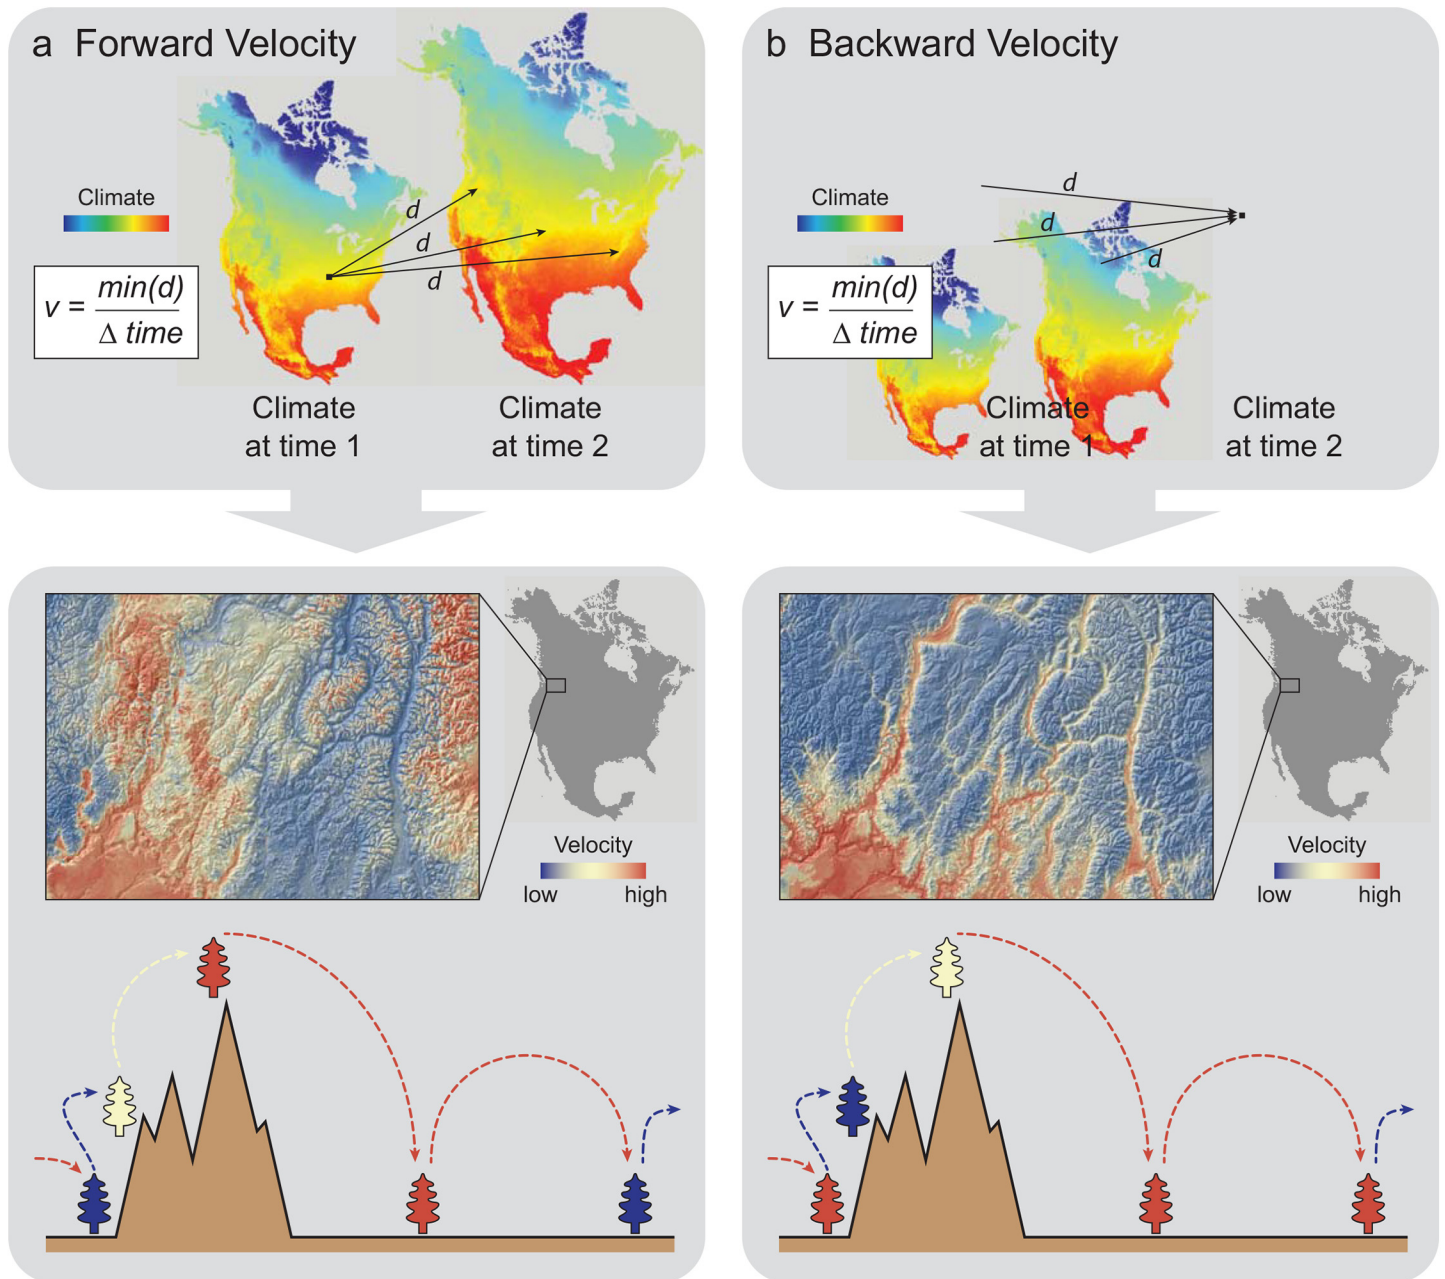 a Forward Velocity
Climate
d
d
d
v = min(d)
Δ time
Climate
at time 1
Climate
at time 2
Velocity
low
high
b Backward Velocity
Climate
d
d
d
v = min(d)
Δ time
Climate
at time 1
Climate
at time 2
Velocity
low
high